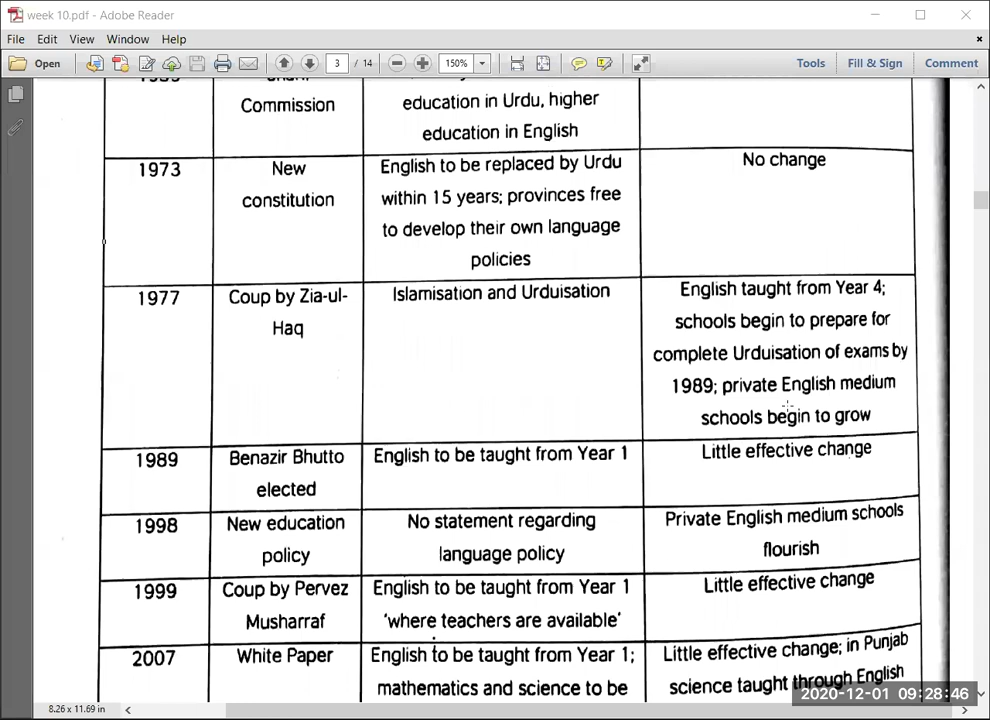 week 10.pdf - Adobe Reader
File Edit View Window Help
Open 3 / 14 150% Tools Fill & Sign Comment
Commission
education in Urdu, higher
education in English
1973
New
constitution
English to be replaced by Urdu
within 15 years; provinces free
to develop their own language
policies
No change
1977
Coup by Zia-ul-
Haq
Islamisation and Urduisation
English taught from Year 4;
schools begin to prepare for
complete Urduisation of exams by
1989; private English medium
schools begin to grow
1989
Benazir Bhutto
elected
English to be taught from Year 1
Little effective change
1998
New education
policy
No statement regarding
language policy
Private English medium schools
flourish
1999
Coup by Pervez
Musharraf
English to be taught from Year 1
'where teachers are available'
Little effective change
2007
White Paper
English to be taught from Year 1;
mathematics and science to be
Little effective change; in Punjab
science taught through English
2020-12-01 09:28:46
8.26 x 11.69 in